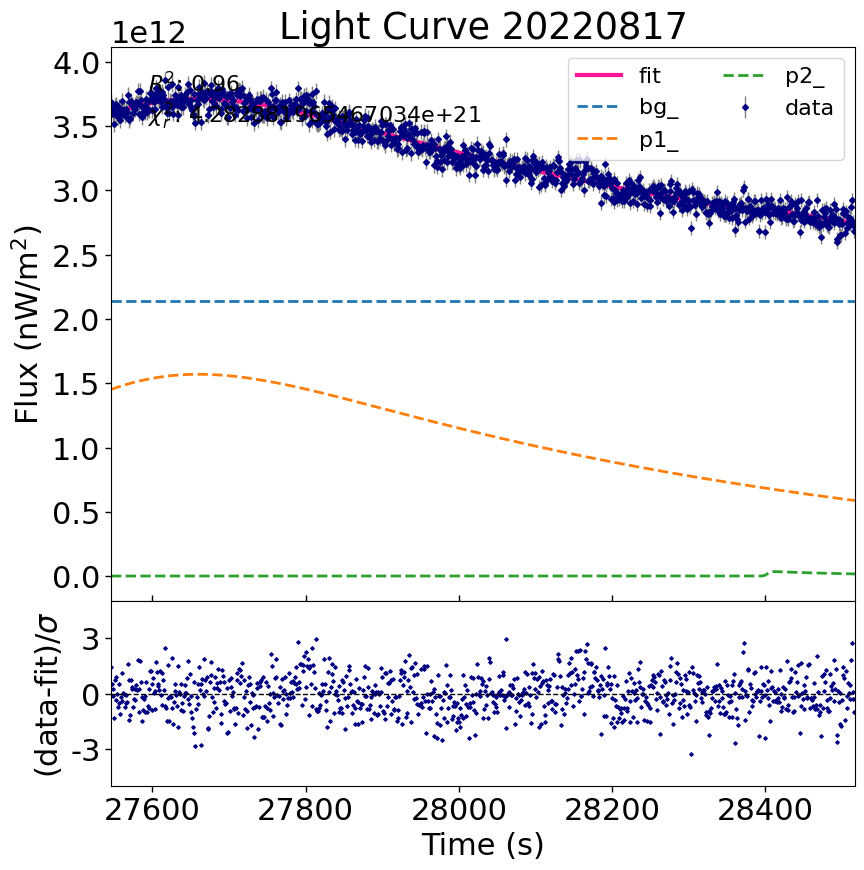 Light Curve 20220817
1e12
4.0
3.5
3.0
2.5
2.0
1.5
1.0
0.5
0.0
Flux (nW/m²)
R²: 0.96
fit
bg_
p1_
p2_
data
3
0
-3
(data-fit)/σ
27600 27800 28000 28200 28400
Time (s)